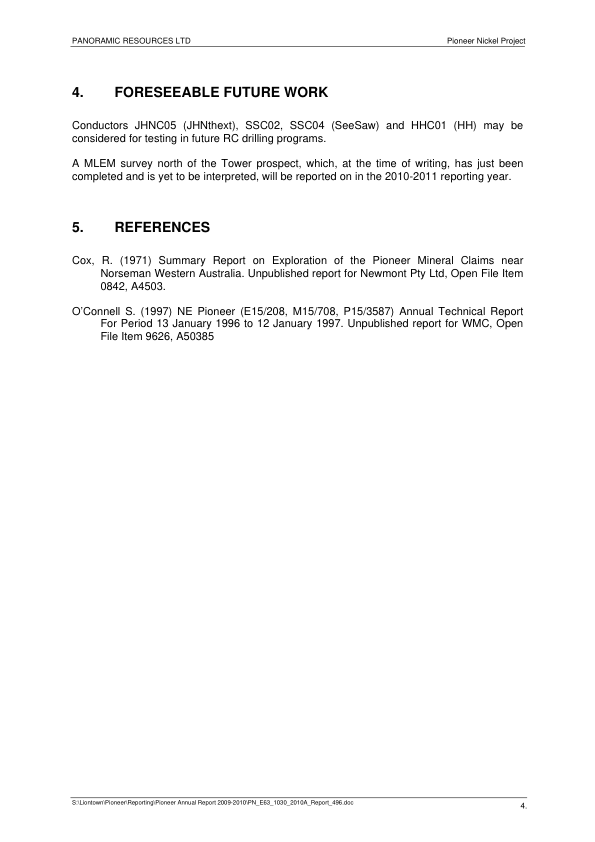 PANORAMIC RESOURCES LTD Pioneer Nickel Project
4. FORESEEABLE FUTURE WORK
Conductors JHNC05 (JHNthext), SSC02, SSC04 (SeeSaw) and HHC01 (HH) may be
considered for testing in future RC drilling programs.
A MLEM survey north of the Tower prospect, which, at the time of writing, has just been
completed and is yet to be interpreted, will be reported on in the 2010-2011 reporting year.
5. REFERENCES
Cox, R. (1971) Summary Report on Exploration of the Pioneer Mineral Claims near
Norseman Western Australia. Unpublished report for Newmont Pty Ltd, Open File Item
0842, A4503.
O'Connell S. (1997) NE Pioneer (E15/208, M15/708, P15/3587) Annual Technical Report
For Period 13 January 1996 to 12 January 1997. Unpublished report for WMC, Open
File Item 9626, A50385
S:\Liontown\Pioneer\Reporting\Pioneer Annual Report 2009-2010\PN_E63_1030_2010A_Report_496.doc
4.